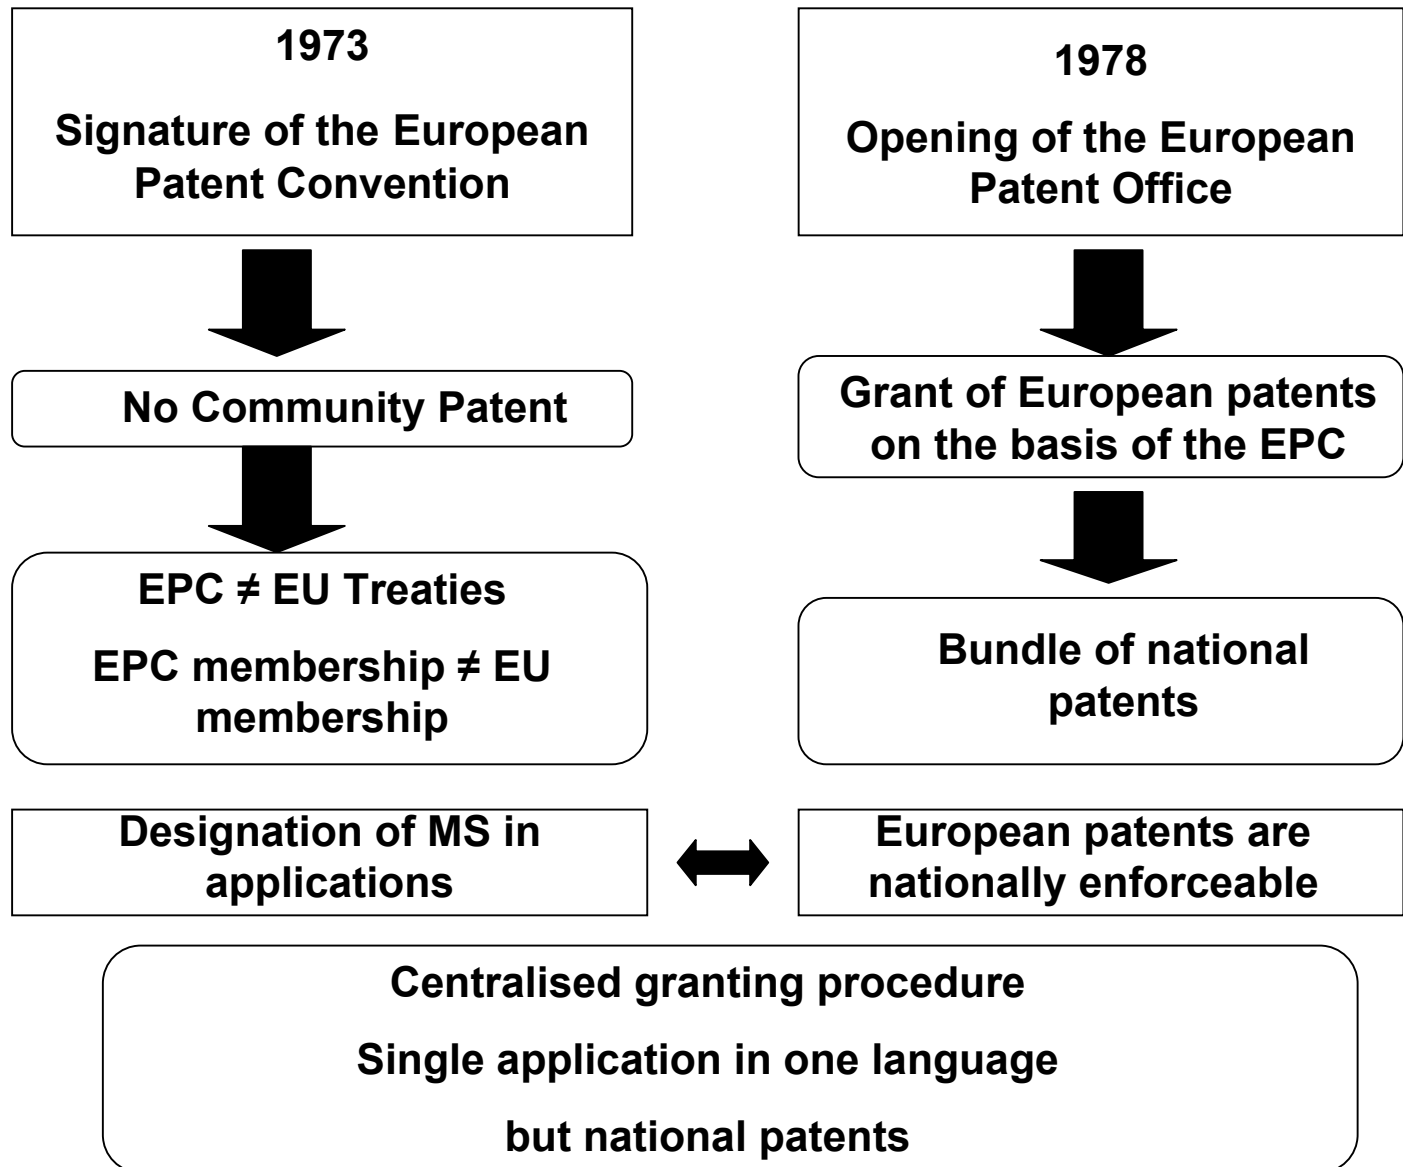 1973
Signature of the European
Patent Convention
No Community Patent
EPC ≠ EU Treaties
EPC membership ≠ EU
membership
1978
Opening of the European
Patent Office
Grant of European patents
on the basis of the EPC
Bundle of national
patents
Designation of MS in
applications
European patents are
nationally enforceable
Centralised granting procedure
Single application in one language
but national patents